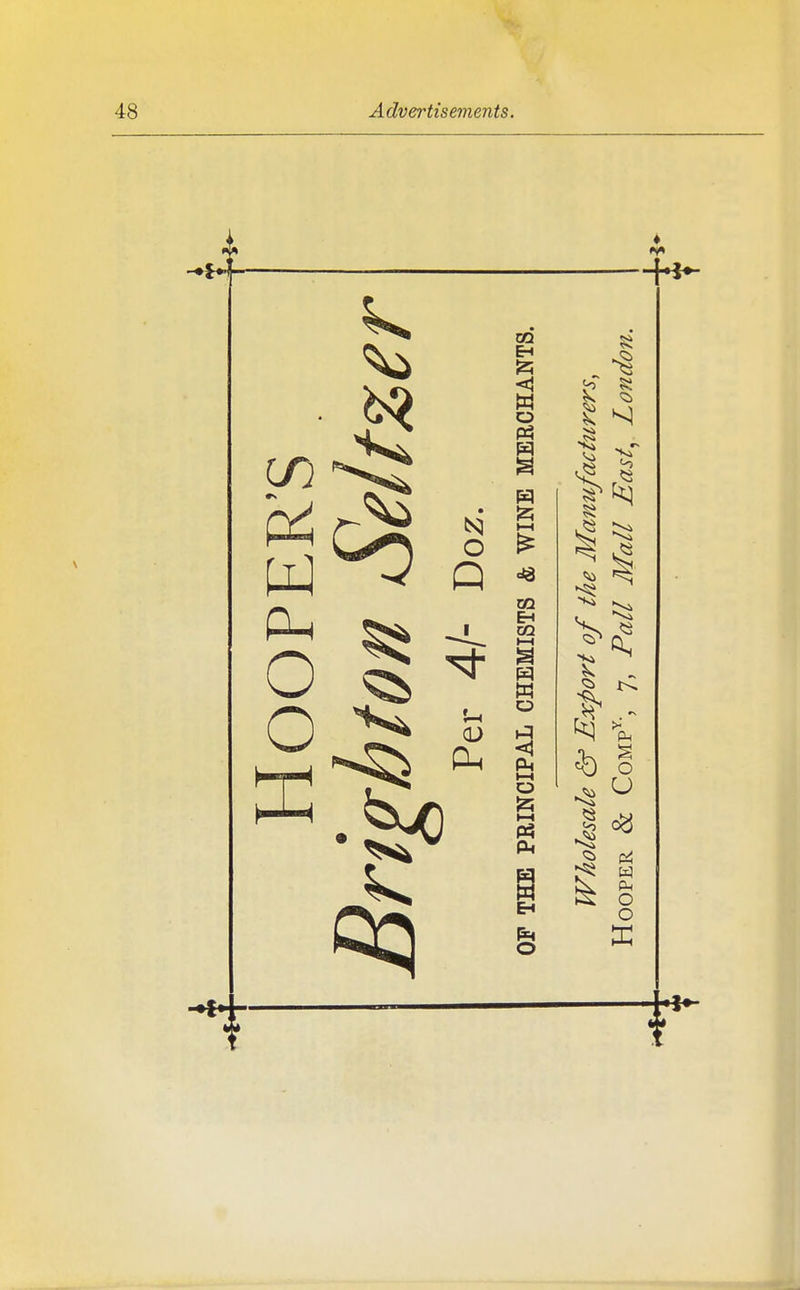 48 Advertisements.
HOOPER'S
Brighton Seltzer
Per 4/- Doz.
OF THE PRINCIPAL CHEMISTS & WINE MERCHANTS.
Wholesale & Export of the Manufacturers,
HOOPER & COMPY., 7, Pall Mall East, London.